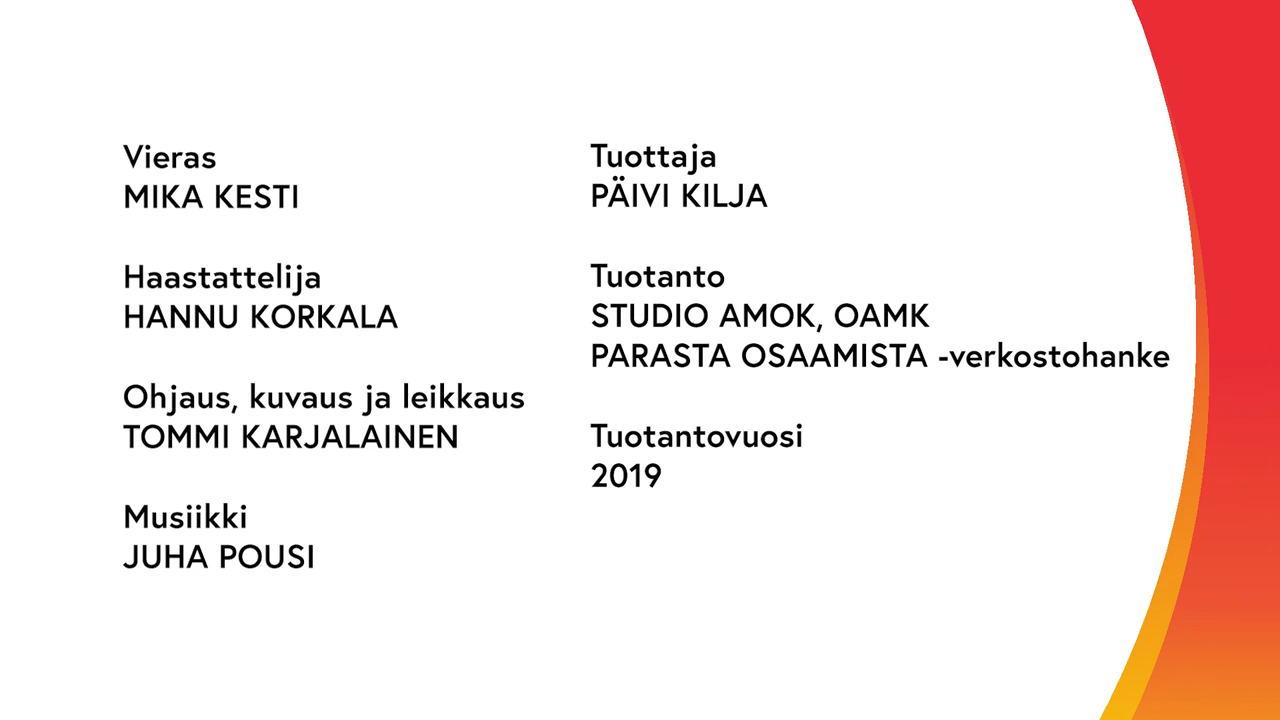 Vieras
MIKA KESTI
Haastattelija
HANNU KORKALA
Ohjaus, kuvaus ja leikkaus
TOMMI KARJALAINEN
Musiikki
JUHA POUSI
Tuottaja
PÄIVI KILJA
Tuotanto
STUDIO AMOK, OAMK
PARASTA OSAAMISTA -verkostohanke
Tuotantovuosi
2019